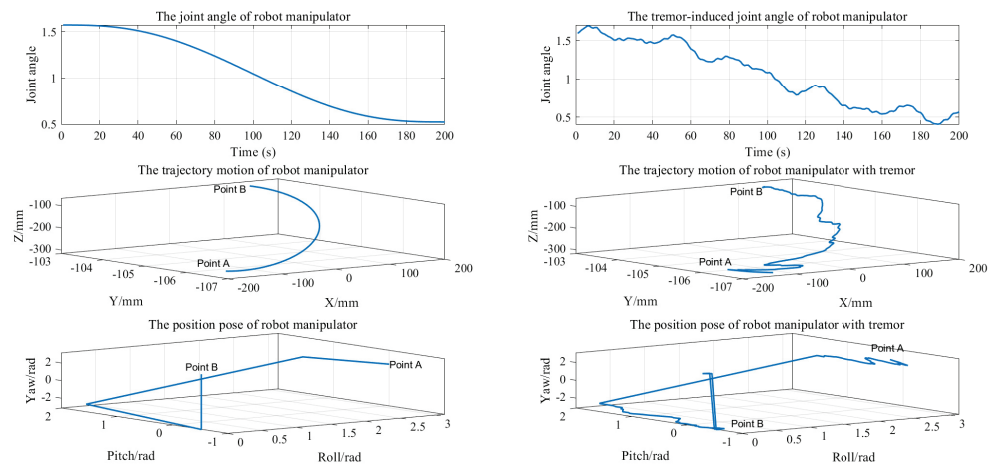 The joint angle of robot manipulator
1.5
1
0.5
Joint angle
0 20 40 60 80 100 120 140 160 180 200
Time (s)
The tremor-induced joint angle of robot manipulator
1.5
1
0.5
Joint angle
0 20 40 60 80 100 120 140 160 180 200
Time (s)
The trajectory motion of robot manipulator
Point B
-100
-200
-300
Z/mm
Point A
-103 -104 -105 -106 -107
-200 -100 0 100 200
Y/mm X/mm
The trajectory motion of robot manipulator with tremor
Point B
-100
-200
-300
Z/mm
Point A
-103 -104 -105 -106 -107
-200 -100 0 100 200
Y/mm X/mm
The position pose of robot manipulator
2
0
-2
Yaw/rad
Point B
Point A
2 1 0 -1
0 0.5 1 1.5 2 2.5 3
Pitch/rad Roll/rad
The position pose of robot manipulator with tremor
2
0
-2
Yaw/rad
Point A
Point B
2 1 0 -1
0 0.5 1 1.5 2 2.5 3
Pitch/rad Roll/rad